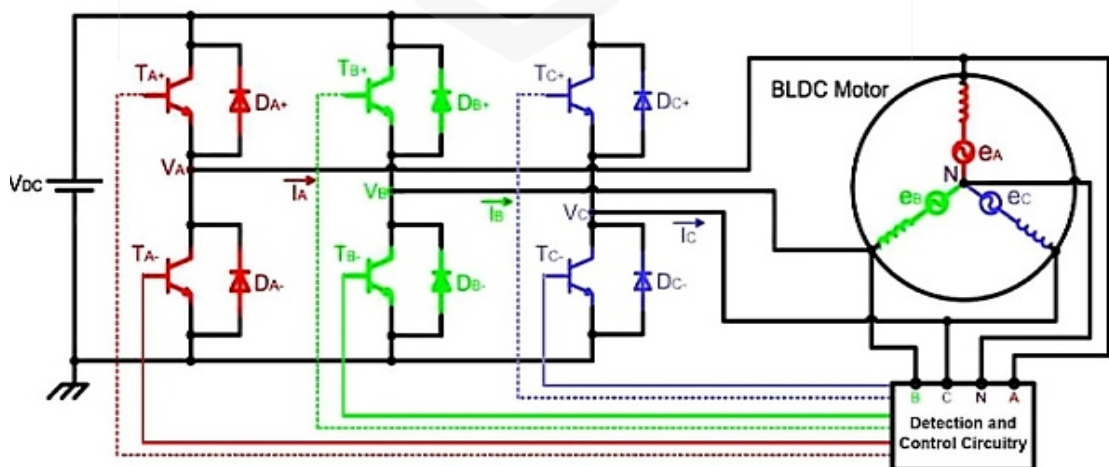 TA+
DA+
TB+
DB+
TC+
DC+
BLDC Motor
eA
N
eB
eC
VDC
VA
IA
VB
IB
VC
IC
TA-
DA-
TB-
DB-
TC-
DC-
B
C
N
A
Detection and
Control Circuitry